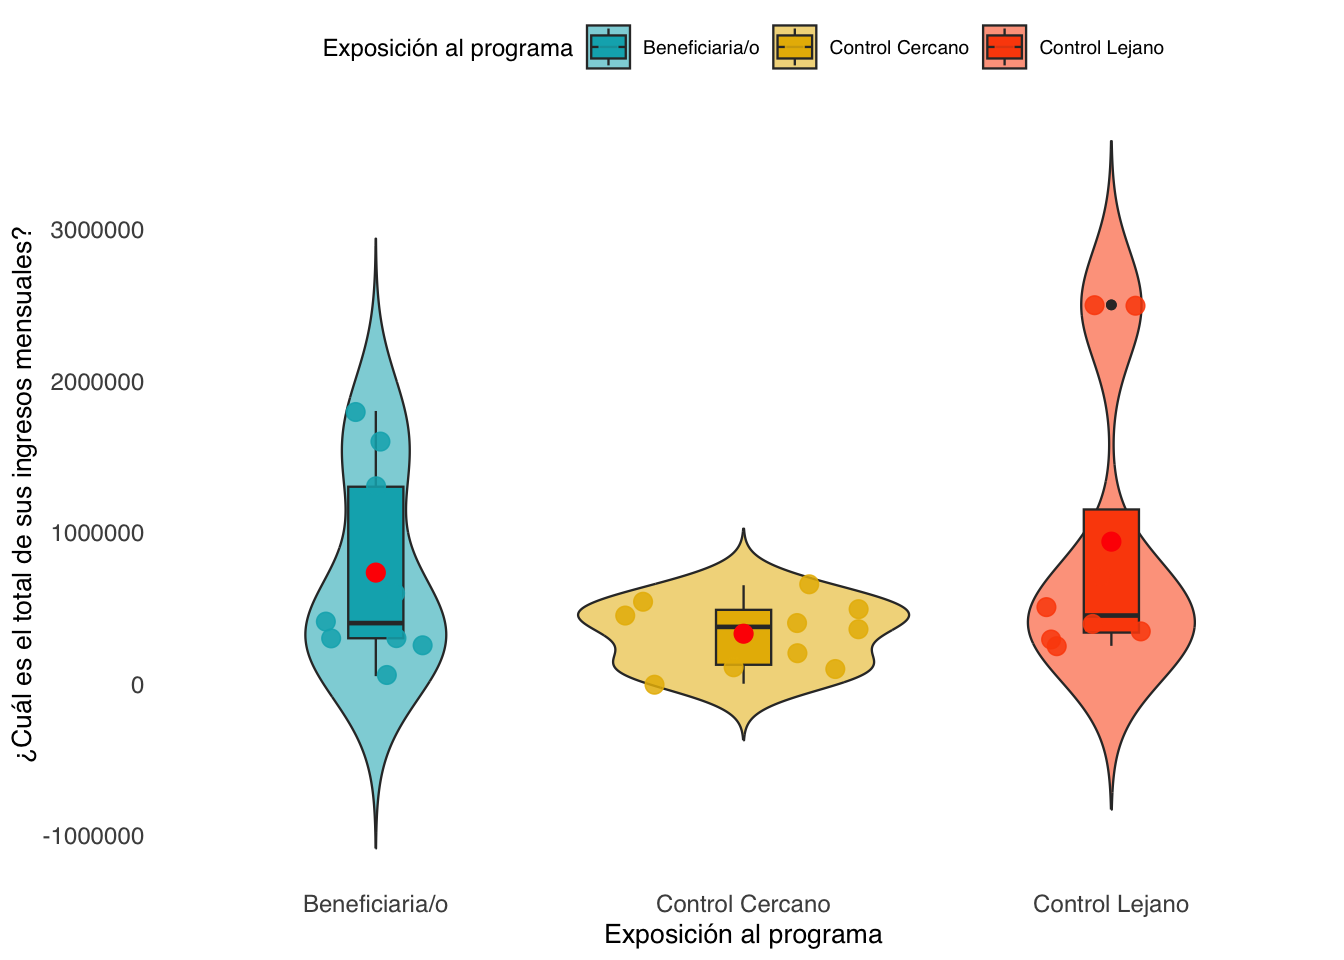 Exposición al programa Beneficiaria/o Control Cercano Control Lejano
¿Cuál es el total de sus ingresos mensuales?
3000000
2000000
1000000
0
-1000000
Beneficiaria/o Control Cercano Control Lejano
Exposición al programa